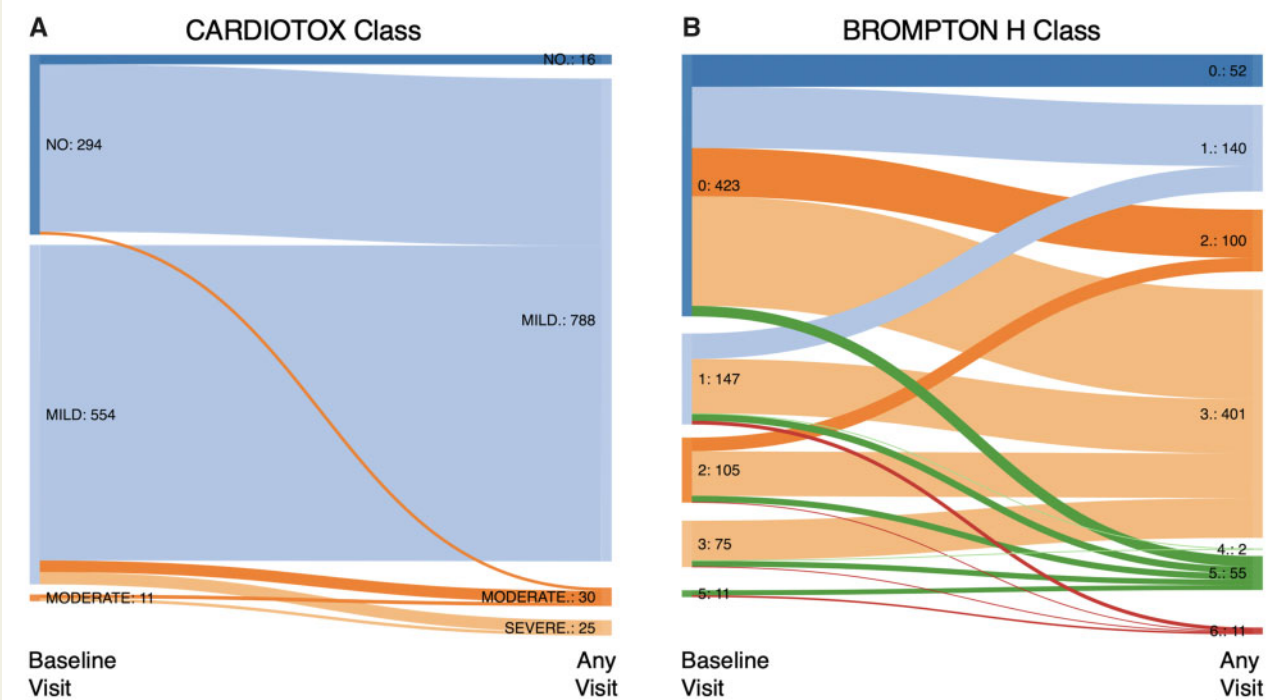 A
CARDIOTOX Class
NO.: 16
NO: 294
MILD.: 788
MILD: 554
MODERATE: 11
MODERATE.: 30
SEVERE.: 25
Baseline
Visit
Any
Visit
B
BROMPTON H Class
0.: 52
1.: 140
0: 423
2.: 100
1: 147
3.: 401
2: 105
3: 75
4.: 2
5.: 55
5: 11
6.: 11
Baseline
Visit
Any
Visit